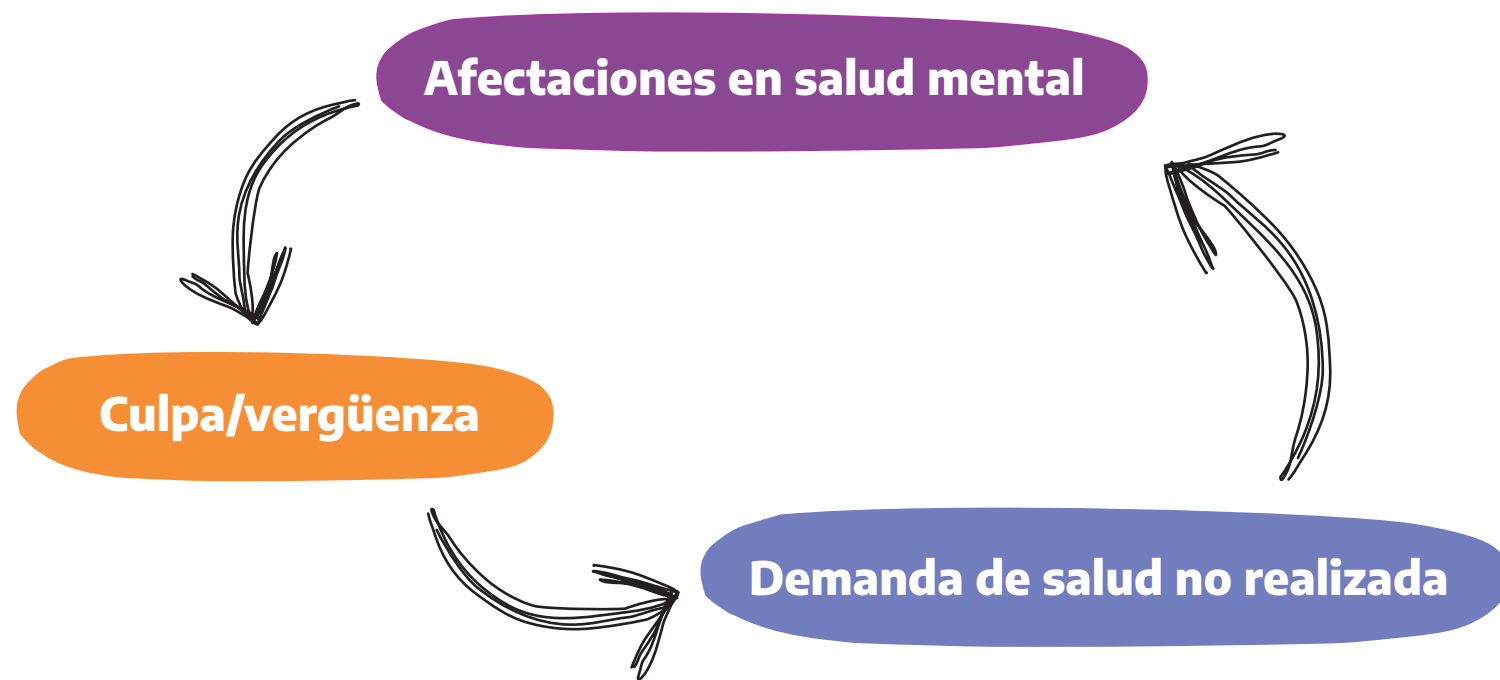 Afectaciones en salud mental
Culpa/vergüenza
Demanda de salud no realizada